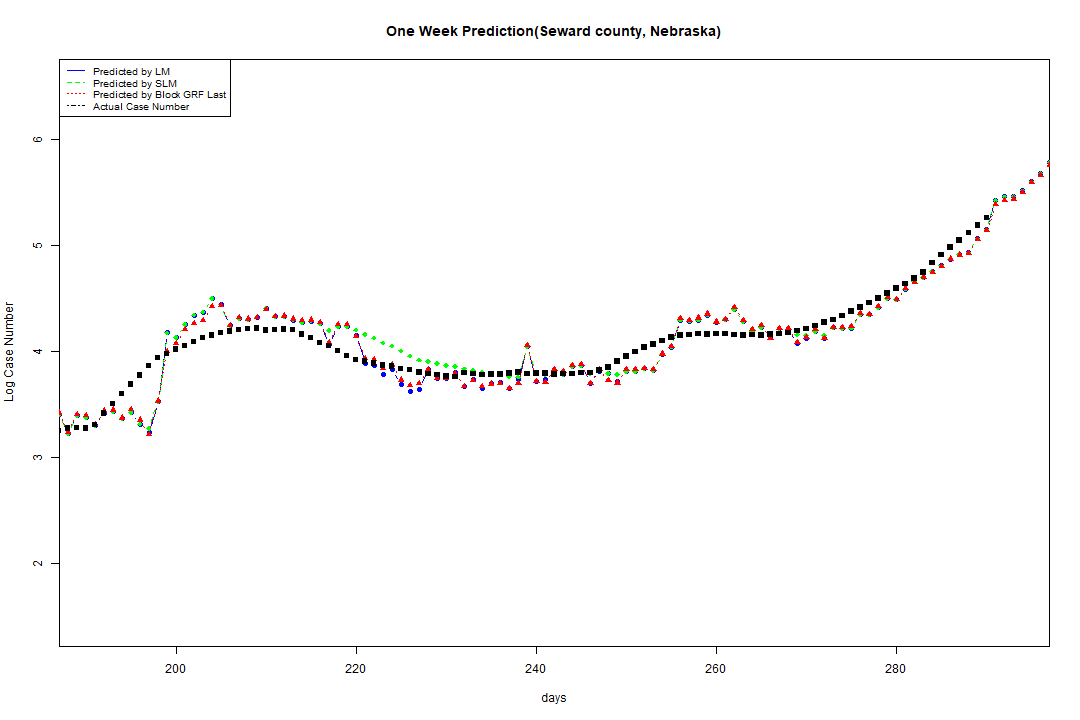 One Week Prediction(Seward county, Nebraska)
Predicted by LM
Predicted by SLM
Predicted by Block GRF Last
Actual Case Number
6
5
4
3
2
Log Case Number
200 220 240 260 280
days